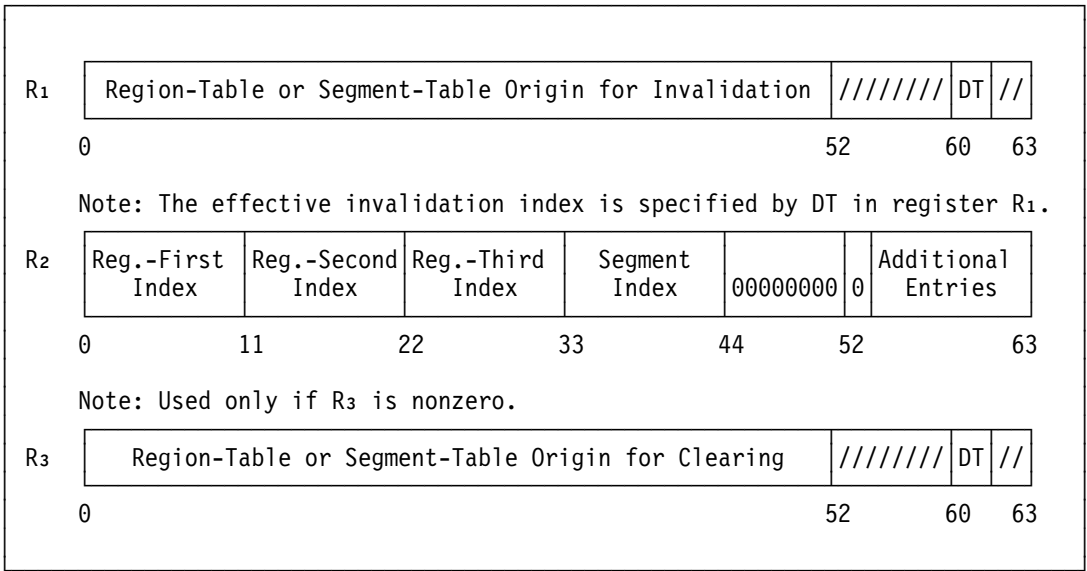 R₁ Region-Table or Segment-Table Origin for Invalidation //////// DT //
0 52 60 63
Note: The effective invalidation index is specified by DT in register R₁.
R₂ Reg.-First Reg.-Second Reg.-Third Segment Additional
Index Index Index Index 00000000 0 Entries
0 11 22 33 44 52 63
Note: Used only if R₃ is nonzero.
R₃ Region-Table or Segment-Table Origin for Clearing //////// DT //
0 52 60 63